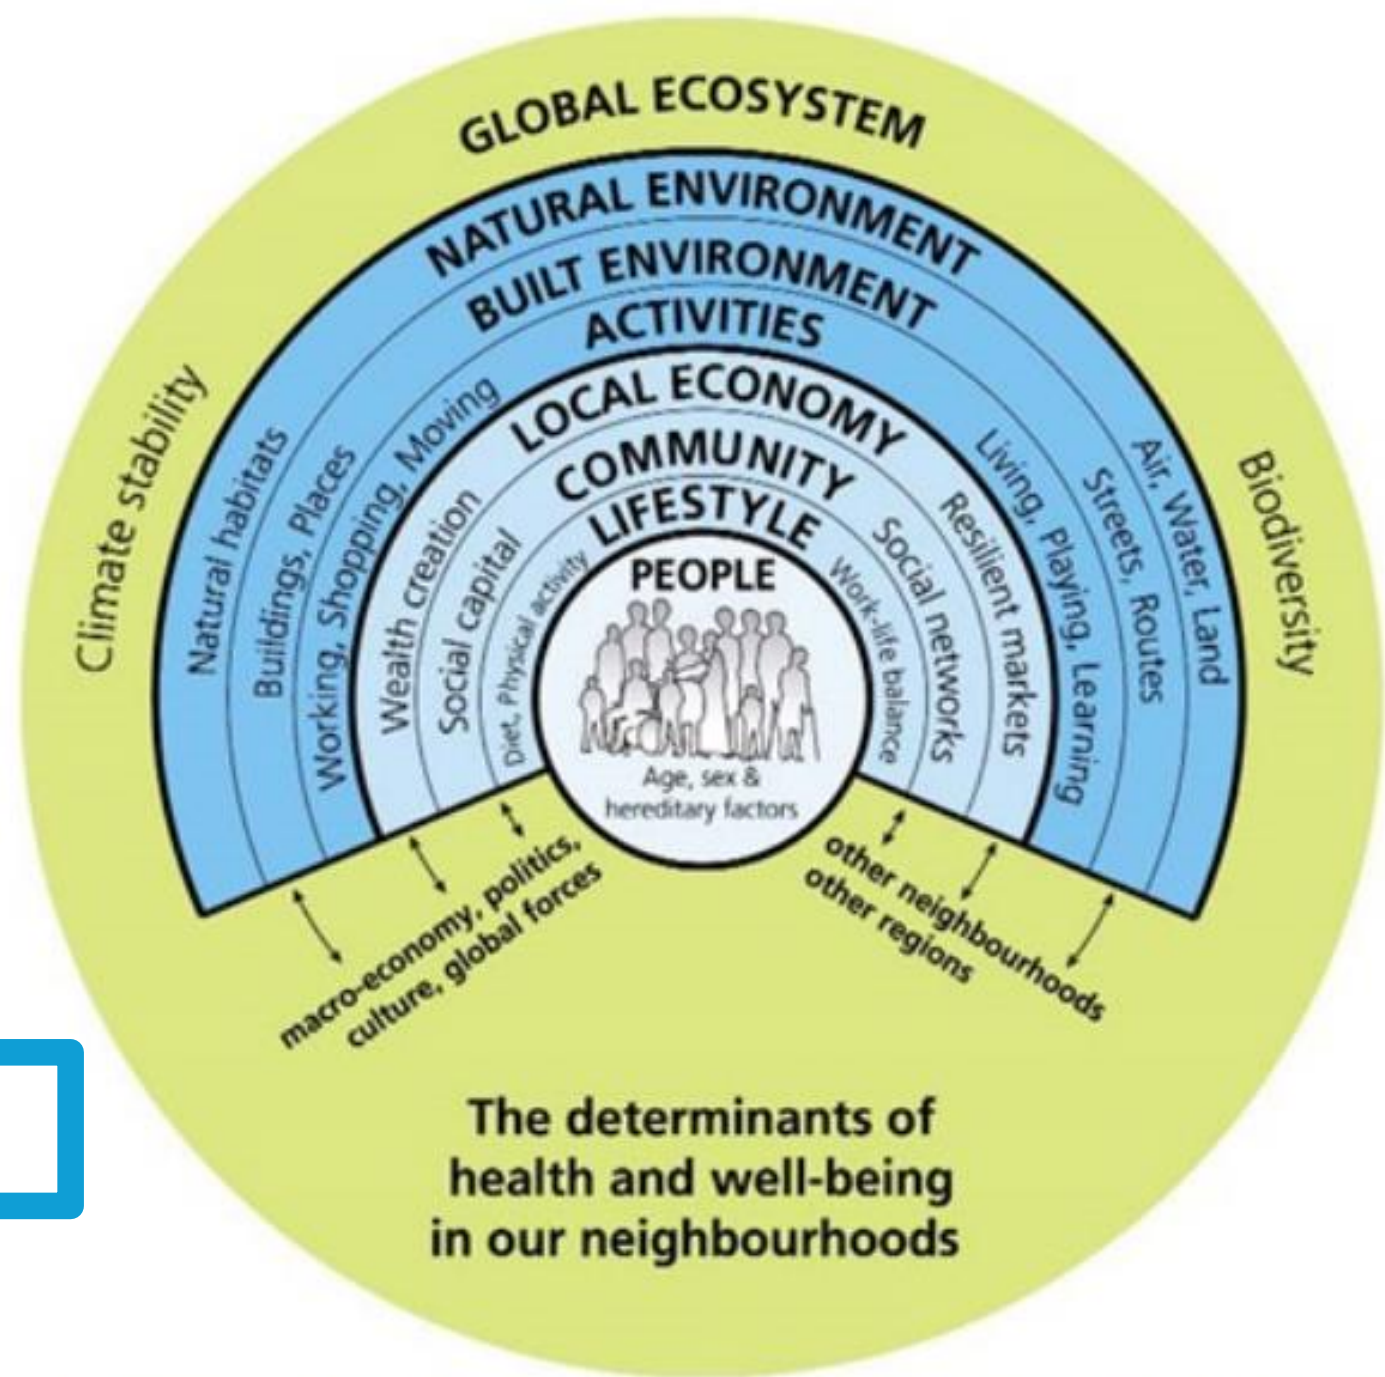 GLOBAL ECOSYSTEM
NATURAL ENVIRONMENT
BUILT ENVIRONMENT
ACTIVITIES
LOCAL ECONOMY
COMMUNITY
LIFESTYLE
PEOPLE
Climate stability
Natural habitats
Buildings, Places
Working, Shopping, Moving
Wealth creation
Social capital
Diet, Physical activity
Work-life balance
Social networks
Resilient markets
Living, Playing, Learning
Streets, Routes
Air, Water, Land
Biodiversity
Age, sex &
hereditary factors
macro-economy, politics,
culture, global forces
other neighbourhoods
other regions
The determinants of
health and well-being
in our neighbourhoods